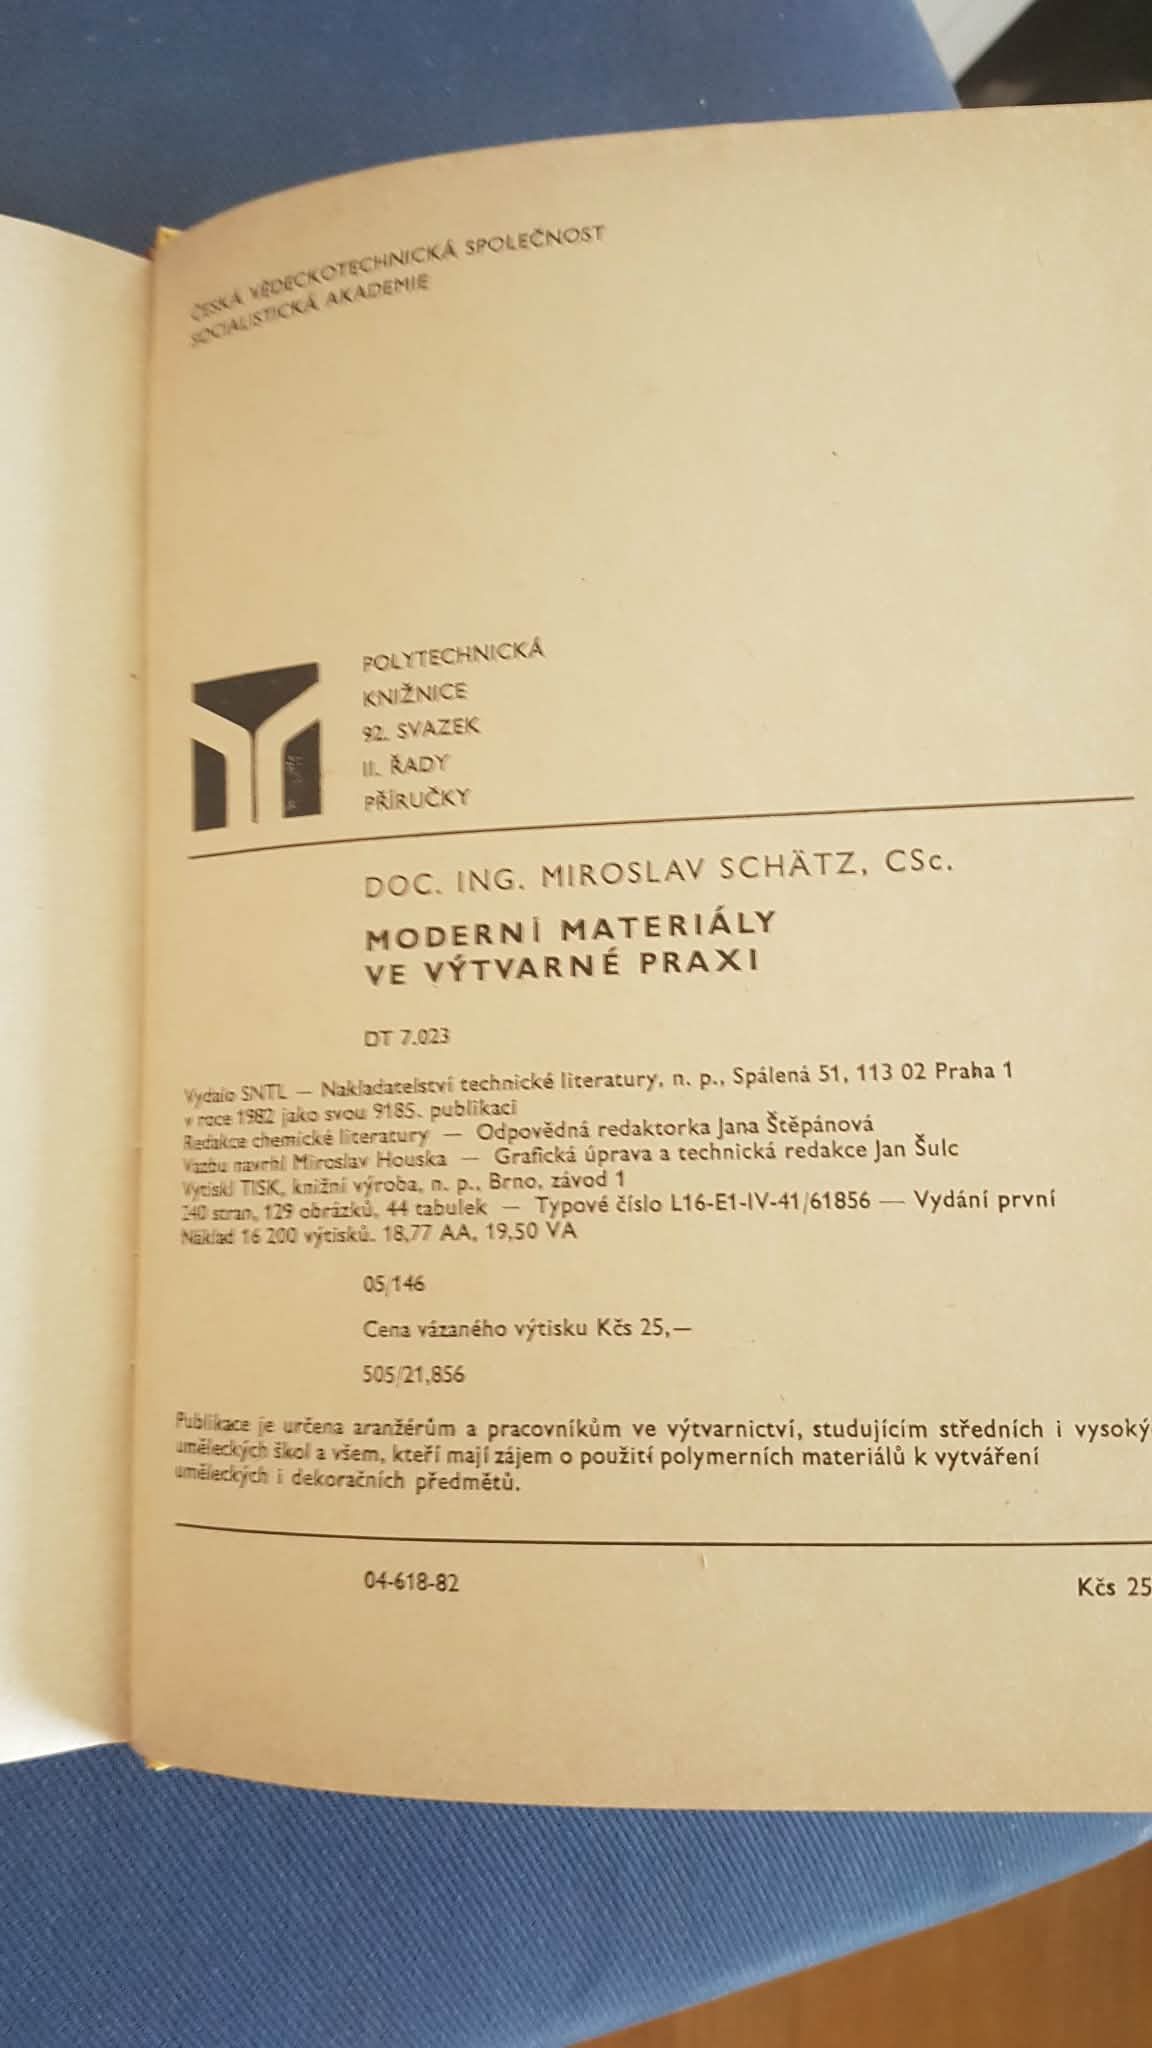 ČESKÁ VĚDECKOTECHNICKÁ SPOLEČNOST
SOCIALISTICKÁ AKADEMIE
POLYTECHNICKÁ
KNIŽNICE
92. SVAZEK
II. ŘADY
PŘÍRUČKY
DOC. ING. MIROSLAV SCHÄTZ, CSc.
MODERNÍ MATERIÁLY
VE VÝTVARNÉ PRAXI
DT 7.023
Vydalo SNTL — Nakladatelství technické literatury, n. p., Spálená 51, 113 02 Praha 1
v roce 1982 jako svou 9185. publikaci
Redakce chemické literatury — Odpovědná redaktorka Jana Štěpánová
Vazbu navrhl Miroslav Houska — Grafická úprava a technická redakce Jan Šulc
Vytiskl TISK, knižní výroba, n. p., Brno, závod 1
240 stran, 129 obrázků, 44 tabulek — Typové číslo L16-E1-IV-41/61856 — Vydání první
Náklad 16 200 výtisků. 18,77 AA, 19,50 VA
05/146
Cena vázaného výtisku Kčs 25,—
505/21,856
Publikace je určena aranžérům a pracovníkům ve výtvarnictví, studujícím středních i vysoký
uměleckých škol a všem, kteří mají zájem o použití polymerních materiálů k vytváření
uměleckých i dekoračních předmětů.
04-618-82
Kčs 25